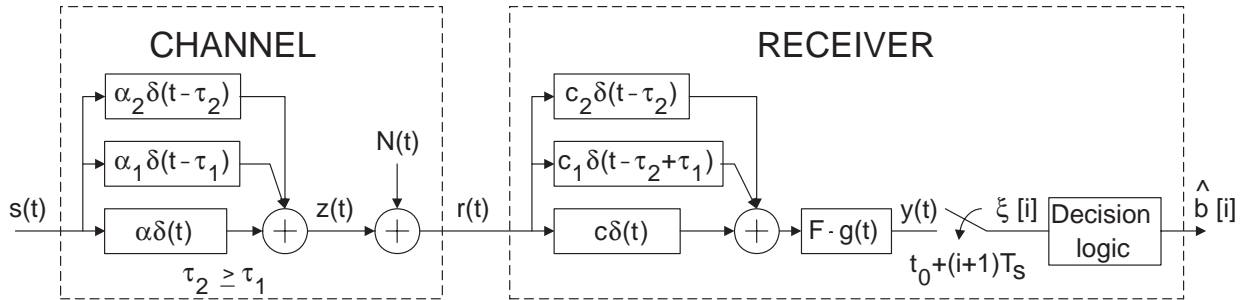 CHANNEL
RECEIVER
α₂δ(t-τ₂)
c₂δ(t-τ₂)
α₁δ(t-τ₁)
N(t)
c₁δ(t-τ₂+τ₁)
s(t)
αδ(t)
+
z(t)
+
r(t)
cδ(t)
+
F-g(t)
y(t)
ξ[i]
Decision
logic
b̂[i]
τ₂ ≥ τ₁
t₀+(i+1)Tₛ